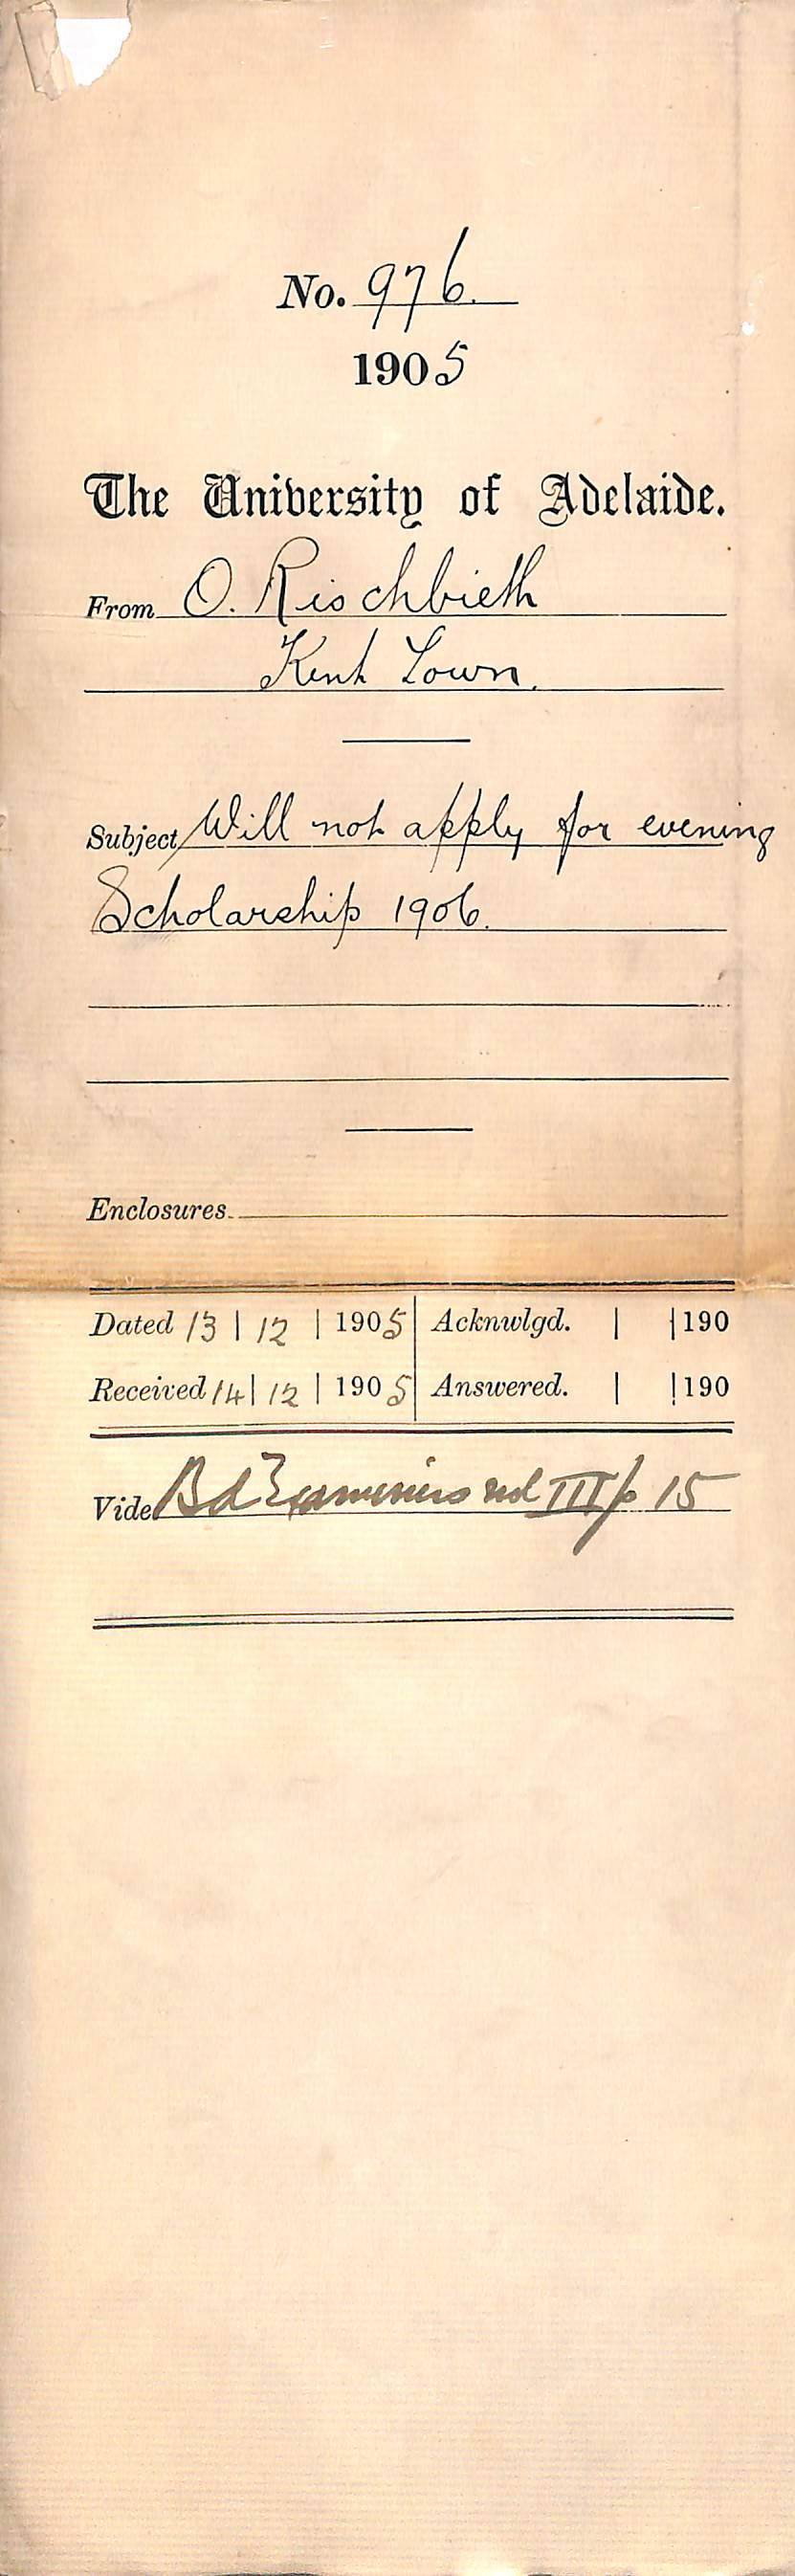 No. 976.
1905
The University of Adelaide.
From O. Rischbieth
Kent Town.
Subject Will not apply for evening
Scholarship 1906.
Enclosures
Dated 13 | 12 | 1905 Acknwlgd. | | 190
Received 14 | 12 | 1905 Answered. | | 190
Vide Bd Examiners vol III p 15